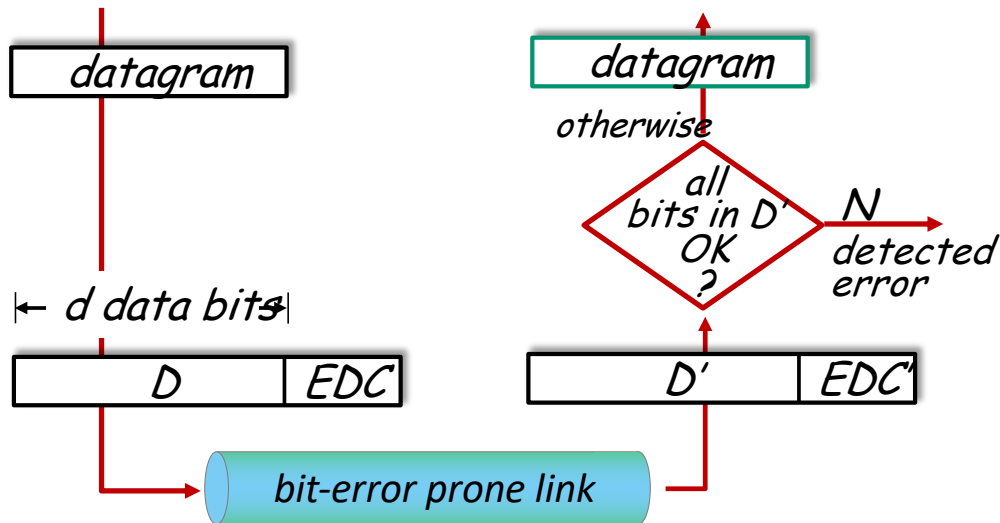 datagram
d data bits
D
EDC
bit-error prone link
datagram
otherwise
all
bits in D'
OK
?
N
detected
error
D'
EDC'